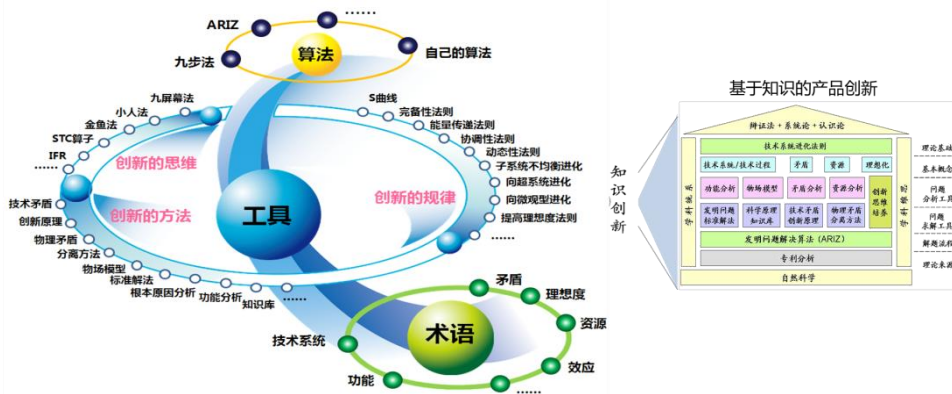 ……
ARIZ
算法
九步法
自己的算法
九屏幕法
小人法
金鱼法
STC算子
IFR
……
创新的思维
S曲线
完备性法则
能量传递法则
协调性法则
动态性法则
子系统不均衡进化
向超系统进化
向微观型进化
提高理想度法则
……
创新的规律
工具
创新的方法
技术矛盾
创新原理
物理矛盾
分离方法
物场模型
标准解法
根本原因分析
功能分析
知识库
……
矛盾
理想度
资源
效应
……
功能
技术系统
术语
基于知识的产品创新
知识创新
辩证法+系统论+认识论
技术系统进化法则
技术系统/技术过程
矛盾
资源
理想化
功能分析
物场模型
矛盾分析
资源分析
创新
思维
培养
发明问题
标准解法
科学原理
知识库
技术矛盾
创新原理
物理矛盾
分离方法
发明问题解决算法(ARIZ)
专利分析
自然科学
学科体系
学科维思
理论基础
基本概念
问题
分析工具
问题
求解工具
解题流程
理论来源